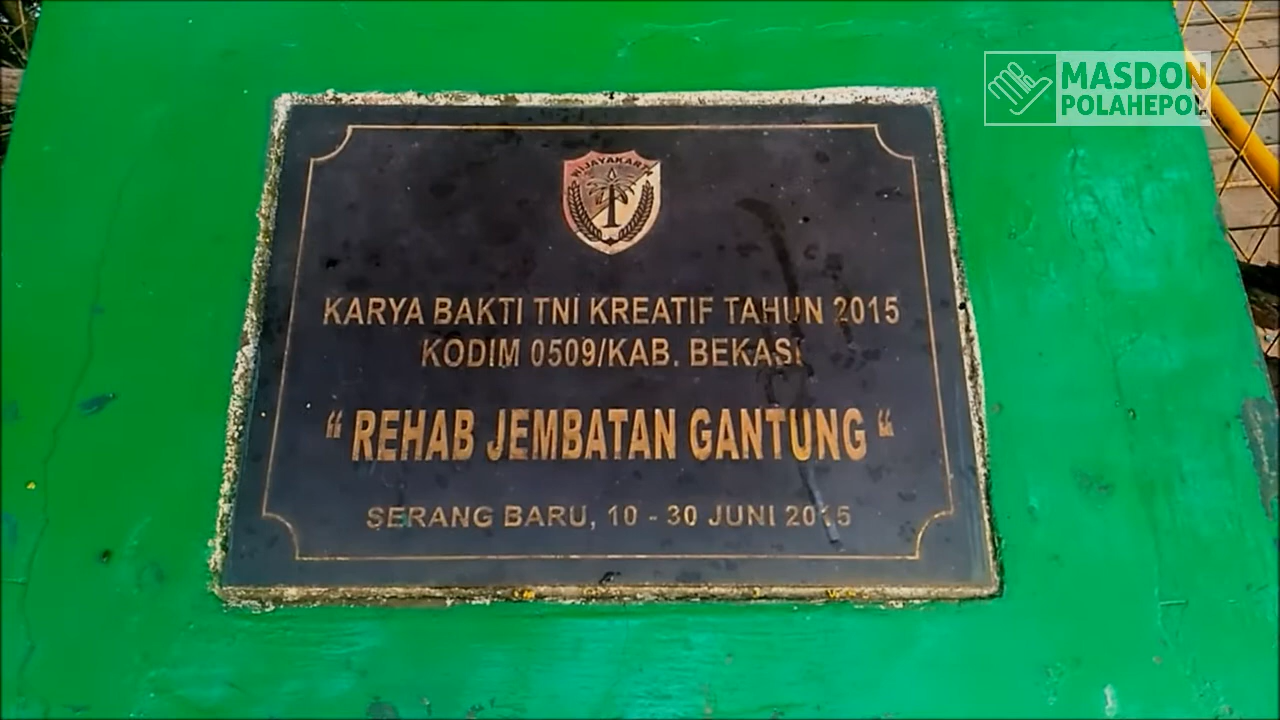 MASDON
POLAHEPOL
WIJAYAKARTA
KARYA BAKTI TNI KREATIF TAHUN 2015
KODIM 0509/KAB. BEKASI
“ REHAB JEMBATAN GANTUNG “
SERANG BARU, 10 - 30 JUNI 2015